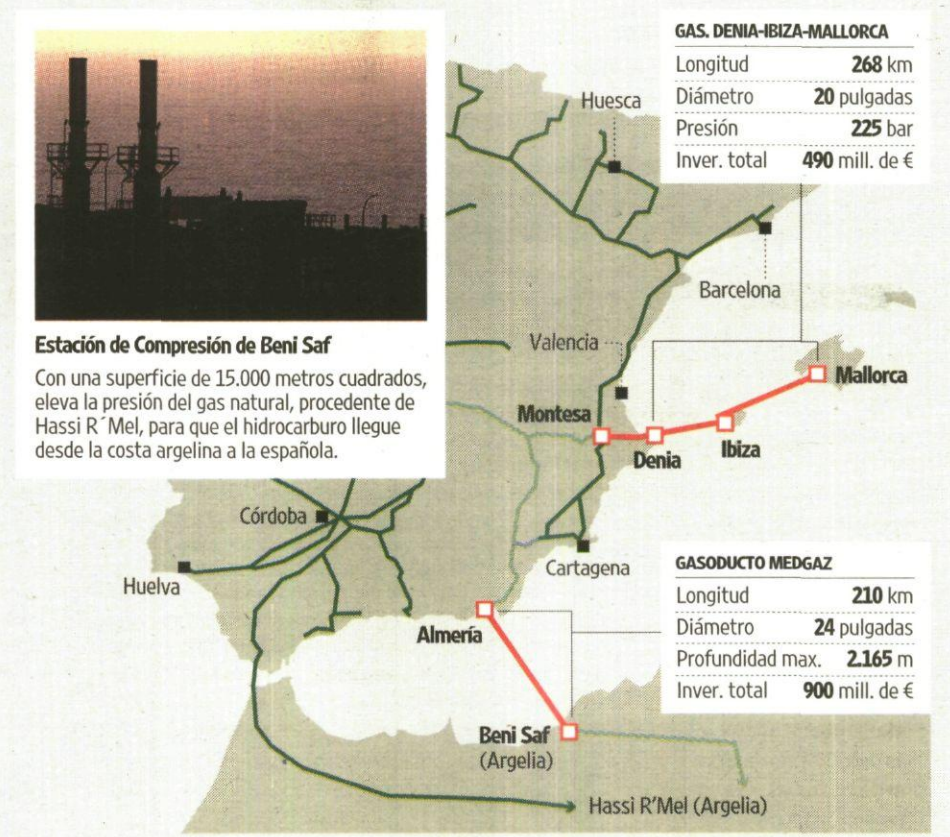 GAS. DENIA-IBIZA-MALLORCA
Longitud 268 km
Diámetro 20 pulgadas
Presión 225 bar
Inver. total 490 mill. de €
Huesca
Barcelona
Estación de Compresión de Beni Saf
Con una superficie de 15.000 metros cuadrados,
eleva la presión del gas natural, procedente de
Hassi R´Mel, para que el hidrocarburo llegue
desde la costa argelina a la española.
Valencia
Mallorca
Montesa
Denia
Ibiza
Córdoba
Huelva
Cartagena
Almería
GASODUCTO MEDGAZ
Longitud 210 km
Diámetro 24 pulgadas
Profundidad max. 2.165 m
Inver. total 900 mill. de €
Beni Saf
(Argelia)
Hassi R'Mel (Argelia)